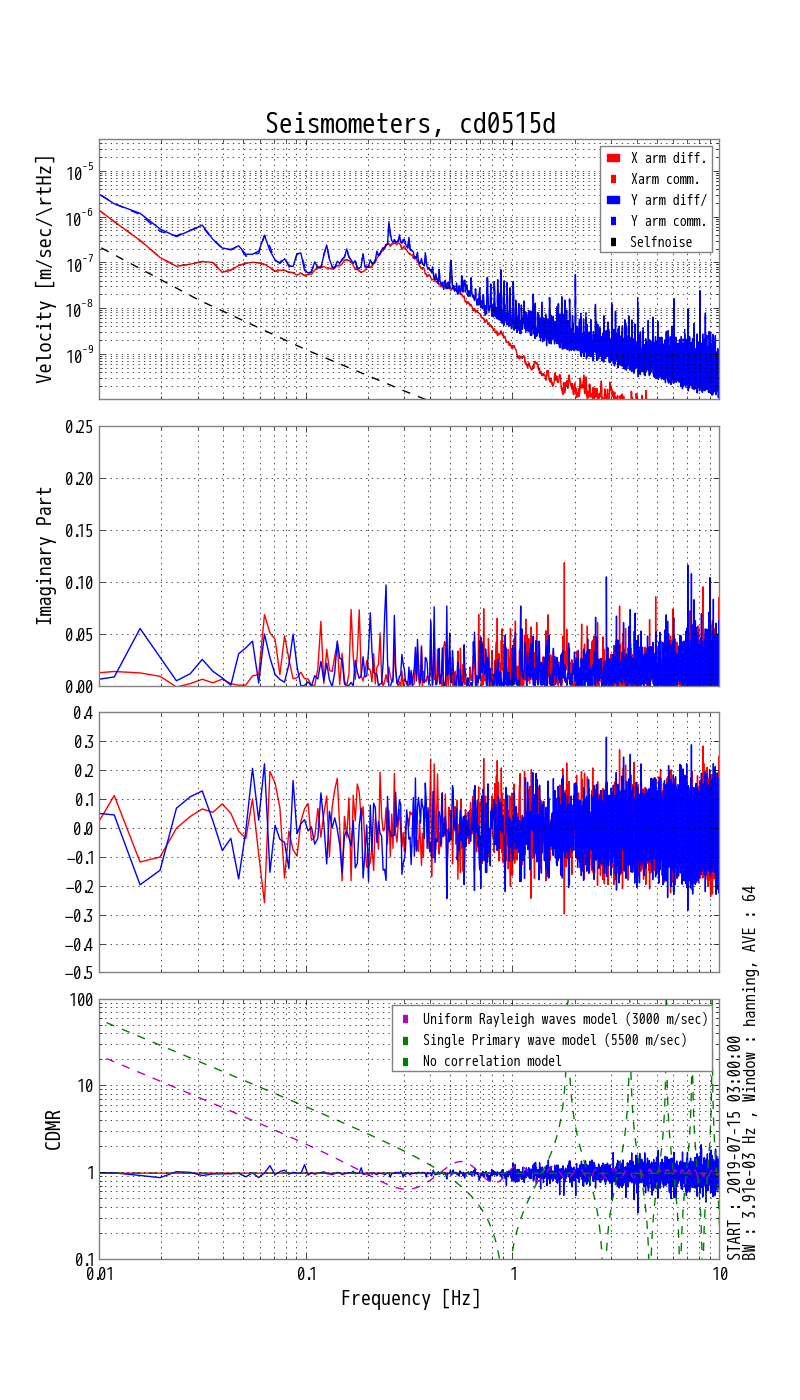 Seismometers, cd0515d
Velocity [m/sec/\rtHz]
10^-5
10^-6
10^-7
10^-8
10^-9
X arm diff.
Xarm comm.
Y arm diff/
Y arm comm.
Selfnoise
Imaginary Part
0.25
0.20
0.15
0.10
0.05
0.00
0.4
0.3
0.2
0.1
0.0
−0.1
−0.2
−0.3
−0.4
−0.5
CDMR
100
10
1
0.1
Uniform Rayleigh waves model (3000 m/sec)
Single Primary wave model (5500 m/sec)
No correlation model
0.01
0.1
1
10
Frequency [Hz]
START : 2019-07-15 03:00:00
BW : 3.91e-03 Hz , Window : hanning, AVE : 64